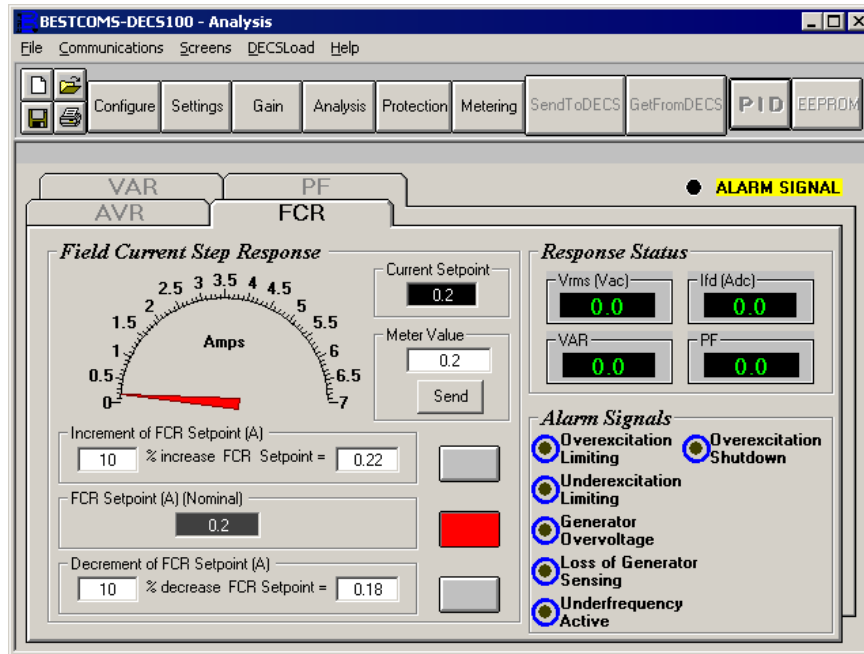 BESTCOMS-DECS100 - Analysis
File Communications Screens DECSLoad Help
Configure Settings Gain Analysis Protection Metering SendToDECS GetFromDECS PID EEPROM
VAR PF
ALARM SIGNAL
AVR FCR
Field Current Step Response
0 0.5 1 1.5 2 2.5 3 3.5 4 4.5 5 5.5 6 6.5 7
Amps
Current Setpoint
0.2
Meter Value
0.2
Send
Increment of FCR Setpoint (A)
10 % increase FCR Setpoint = 0.22
FCR Setpoint (A) (Nominal)
0.2
Decrement of FCR Setpoint (A)
10 % decrease FCR Setpoint = 0.18
Response Status
Vrms (Vac) Ifd (Adc)
0.0 0.0
VAR PF
0.0 0.0
Alarm Signals
Overexcitation
Limiting
Overexcitation
Shutdown
Underexcitation
Limiting
Generator
Overvoltage
Loss of Generator
Sensing
Underfrequency
Active